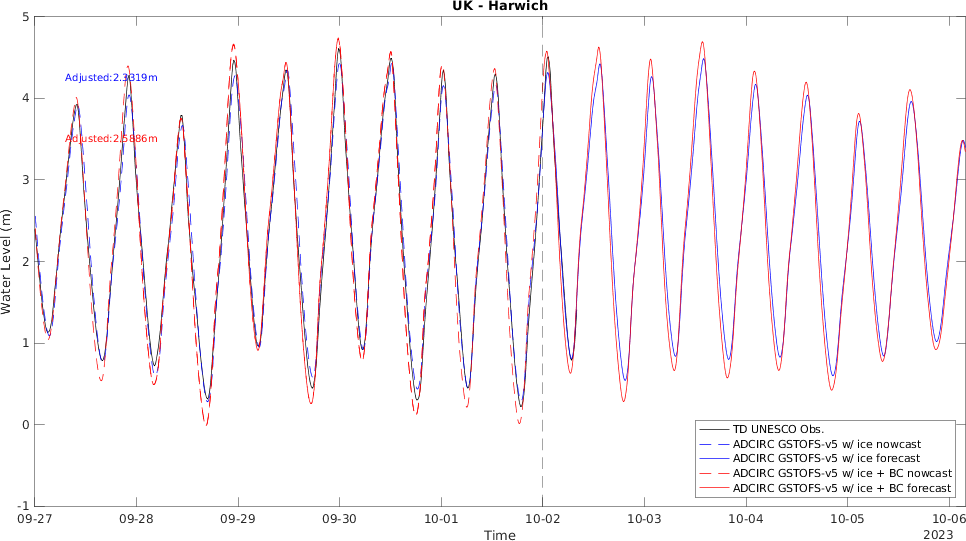 UK - Harwich
5
4
3
2
1
0
-1
Water Level (m)
Adjusted:2.3319m
Adjusted:2.5886m
TD UNESCO Obs.
ADCIRC GSTOFS-v5 w/ ice nowcast
ADCIRC GSTOFS-v5 w/ ice forecast
ADCIRC GSTOFS-v5 w/ ice + BC nowcast
ADCIRC GSTOFS-v5 w/ ice + BC forecast
09-27 09-28 09-29 09-30 10-01 10-02 10-03 10-04 10-05 10-06
2023
Time